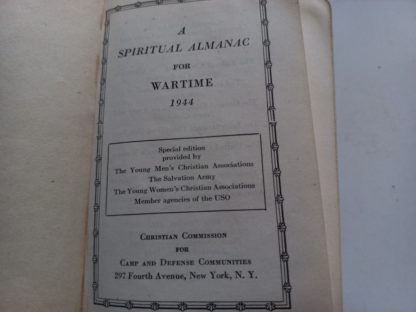 A
SPIRITUAL ALMANAC
FOR
WARTIME
1944
Special edition
provided by
The Young Men's Christian Associations
The Salvation Army
The Young Women's Christian Associations
Member agencies of the USO
CHRISTIAN COMMISSION
FOR
CAMP AND DEFENSE COMMUNITIES
297 Fourth Avenue, New York, N. Y.